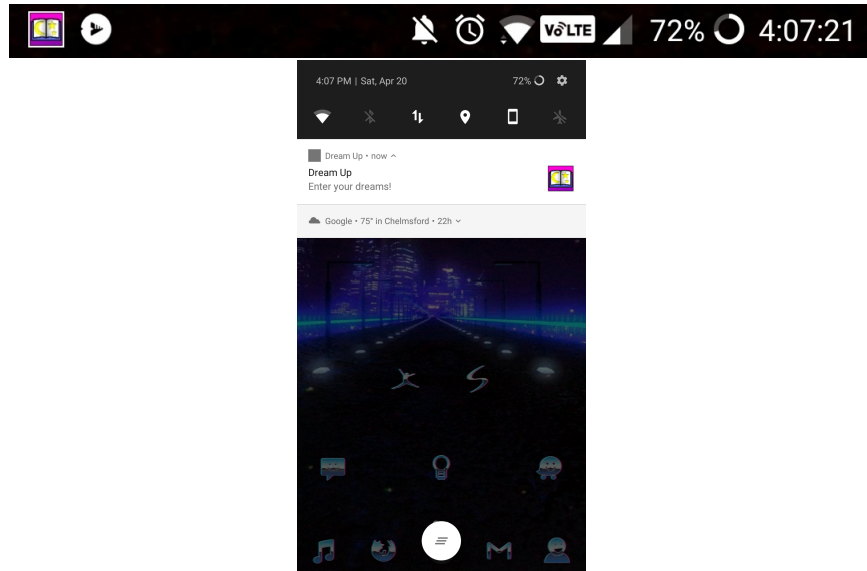 VoLTE 72% 4:07:21
4:07 PM | Sat, Apr 20 72%
Dream Up • now
Dream Up
Enter your dreams!
Google • 75° in Chelmsford • 22h